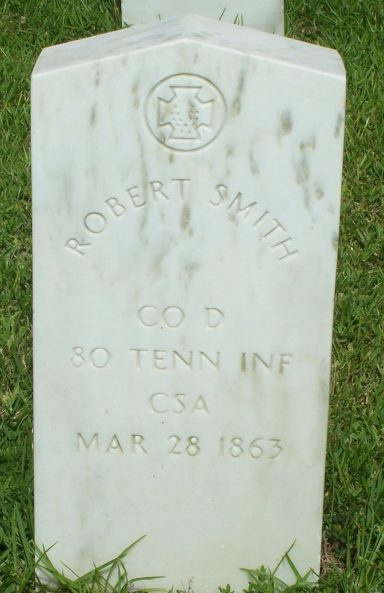 ROBERT SMITH
CO D
80 TENN INF
CSA
MAR 28 1863